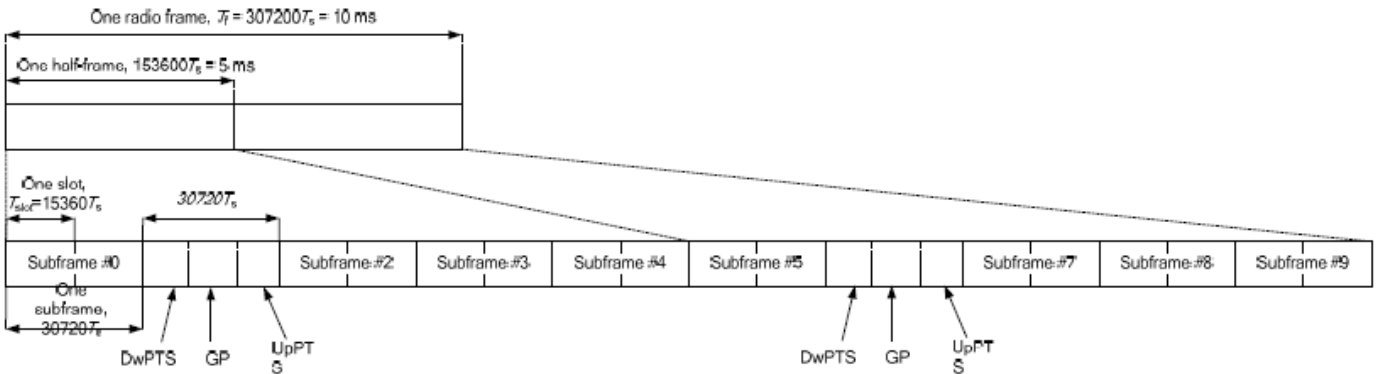 One radio frame, Tf = 307200Ts = 10 ms
One half-frame, 153600Ts = 5 ms
One slot,
Tslot=15360Ts
30720Ts
Subframe #0
Subframe #2
Subframe #3
Subframe #4
Subframe #5
Subframe #7
Subframe #8
Subframe #9
One
subframe,
30720Ts
DwPTS
GP
UpPT
S
DwPTS
GP
UpPT
S